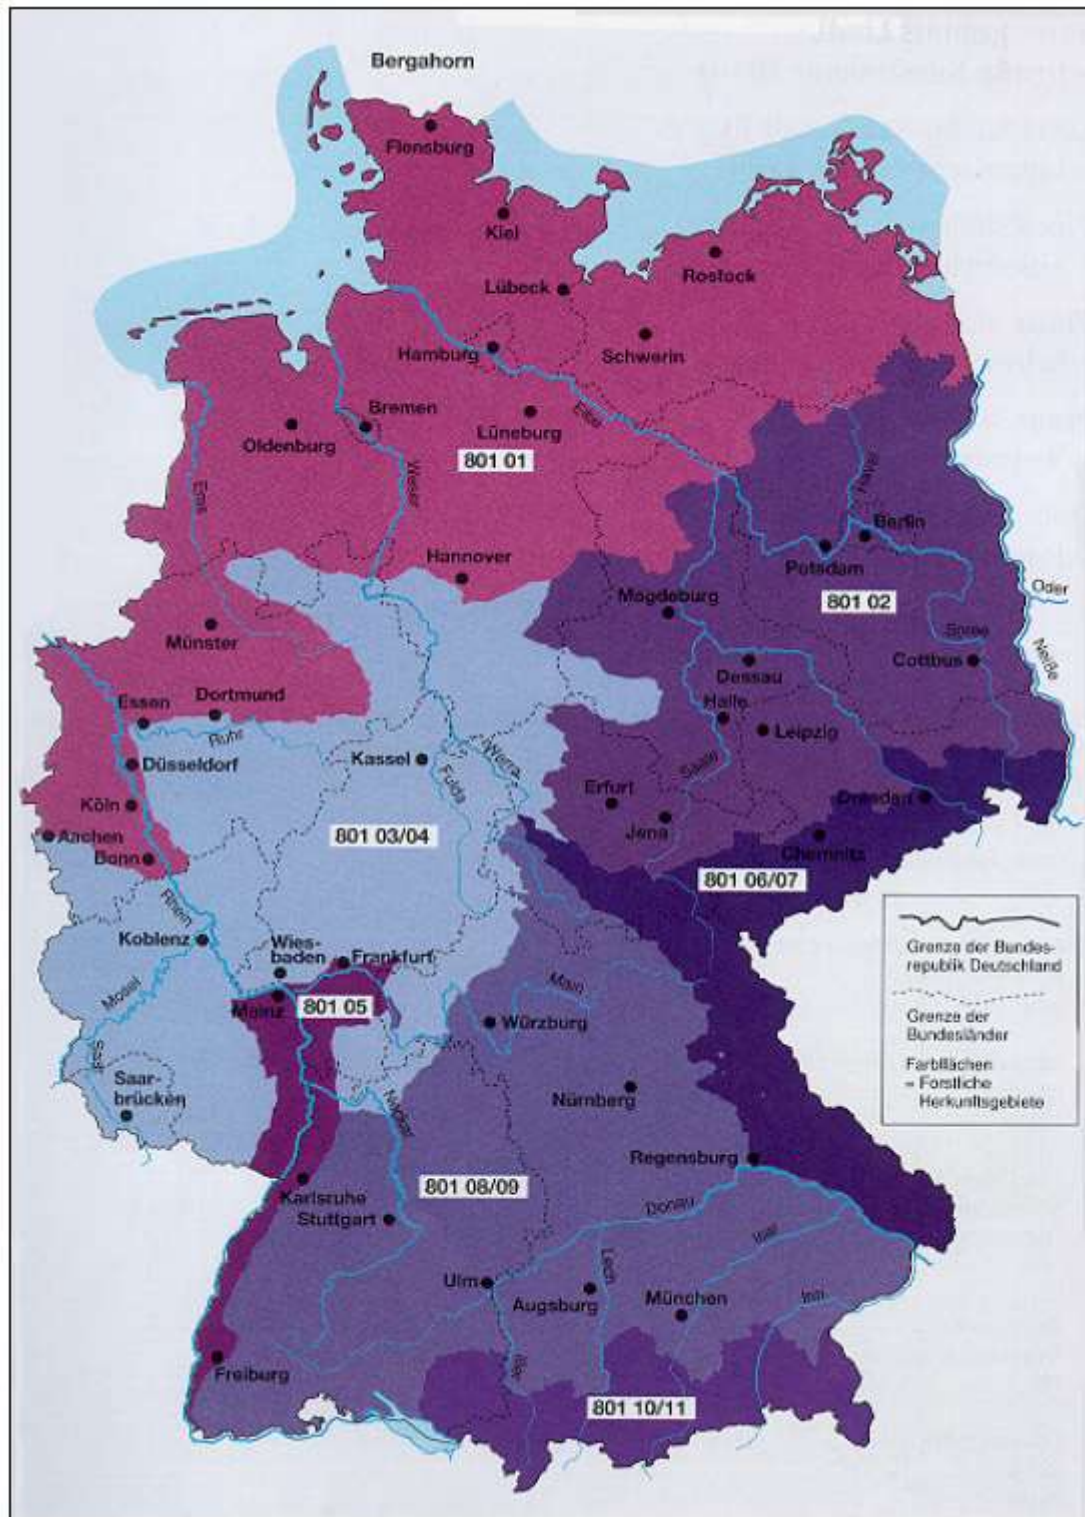 Bergahorn
Flensburg
Kiel
Rostock
Lübeck
Hamburg
Schwerin
Elbe
Bremen
Oldenburg
Lüneburg
801 01
Ems
Weser
Havel
Berlin
Hannover
Potsdam
Oder
Magdeburg
801 02
Münster
Spree
Neiße
Cottbus
Dessau
Essen
Dortmund
Halle
Leipzig
Ruhr
Düsseldorf
Kassel
Werra
Fulda
Saale
Erfurt
Dresden
Köln
Jena
Aachen
801 03/04
Chemnitz
Bonn
801 06/07
Rhein
Koblenz
Wies-
baden
Frankfurt
Grenze der Bundes-
republik Deutschland
Mosel
Main
Mainz
801 05
Würzburg
Grenze der
Bundesländer
Saar
Farbflächen
= Forstliche
Herkunftsgebiete
Saar-
brücken
Neckar
Nürnberg
Regensburg
801 08/09
Karlsruhe
Stuttgart
Donau
Isar
Ulm
Lech
Augsburg
München
Inn
Iller
Freiburg
801 10/11